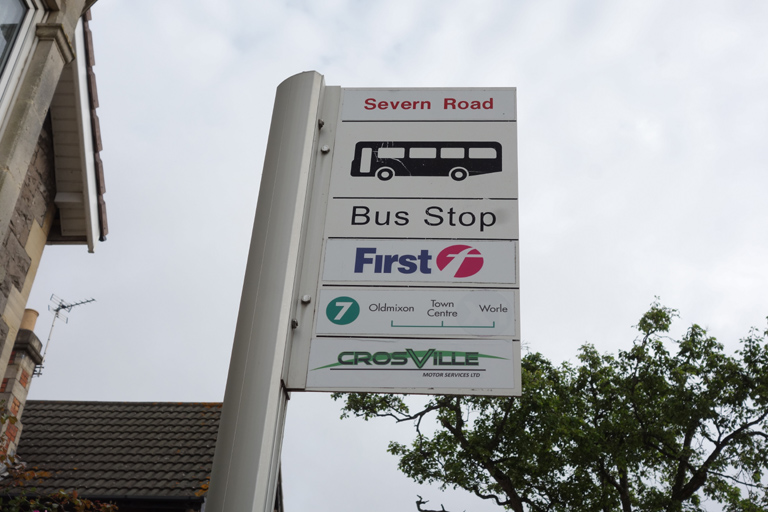 Severn Road
Bus Stop
First
7 Oldmixon Town Centre Worle
CROSVILLE
MOTOR SERVICES LTD